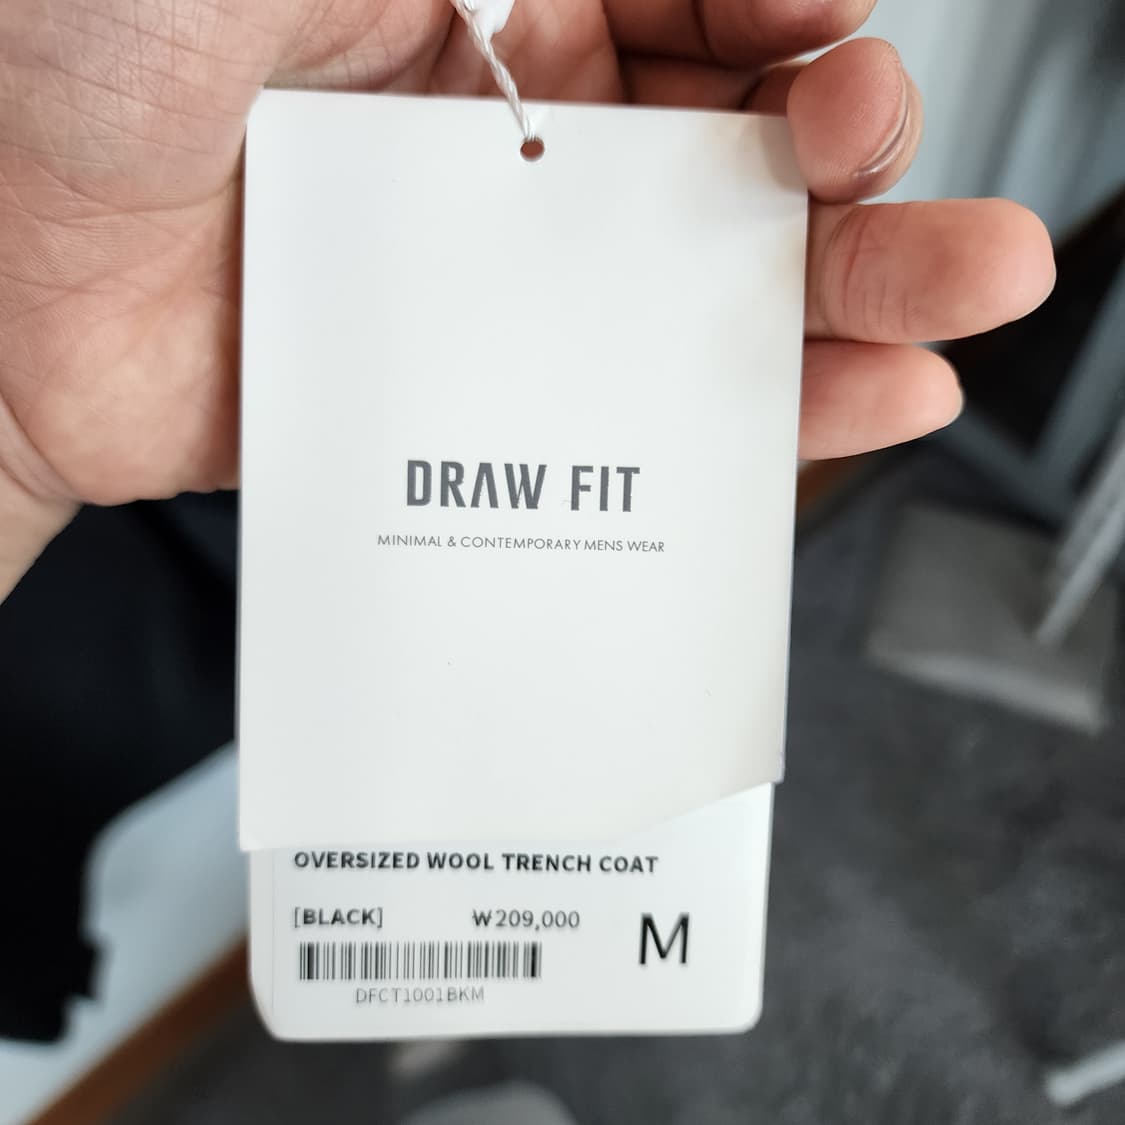 DRAW FIT
MINIMAL & CONTEMPORARY MENS WEAR
OVERSIZED WOOL TRENCH COAT
[BLACK] ₩209,000
M
DFCT1001BKM